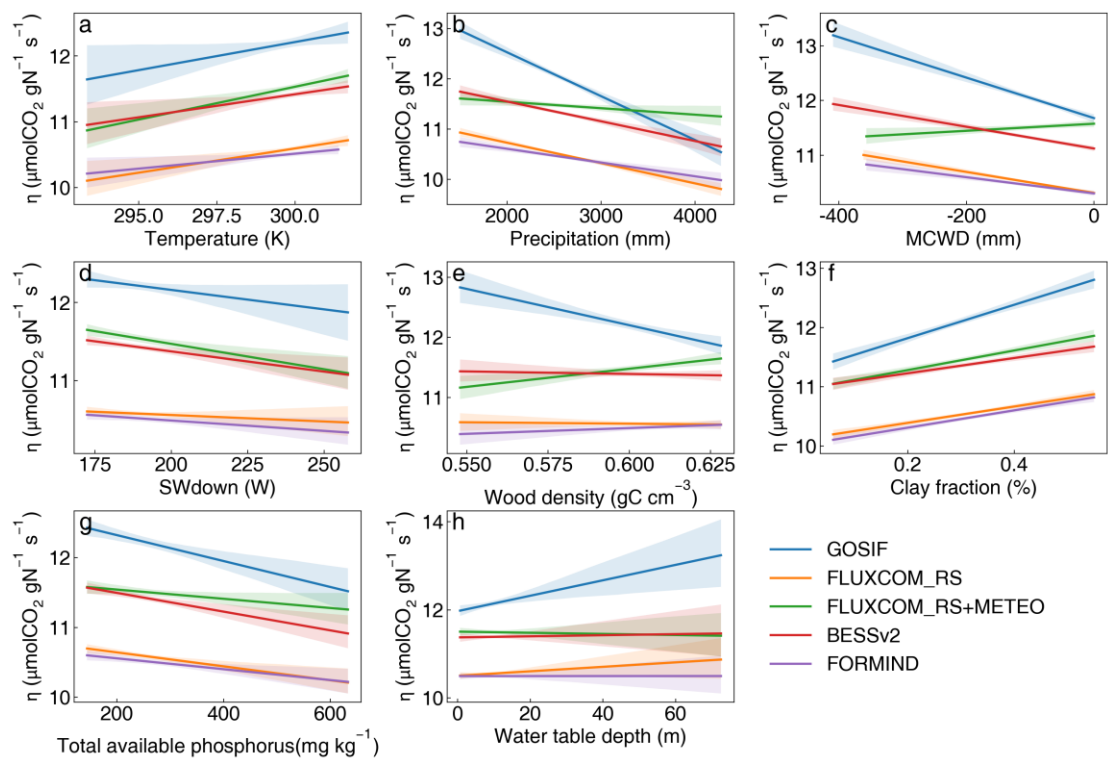 a
b
c
12
11
10
η (μmolCO₂ gN⁻¹ s⁻¹)
295.0 297.5 300.0
Temperature (K)
13
12
11
10
η (μmolCO₂ gN⁻¹ s⁻¹)
2000 3000 4000
Precipitation (mm)
13
12
11
η (μmolCO₂ gN⁻¹ s⁻¹)
-400 -200 0
MCWD (mm)
d
e
f
12
11
η (μmolCO₂ gN⁻¹ s⁻¹)
175 200 225 250
SWdown (W)
13
12
11
10
η (μmolCO₂ gN⁻¹ s⁻¹)
0.550 0.575 0.600 0.625
Wood density (gC cm⁻³)
13
12
11
10
η (μmolCO₂ gN⁻¹ s⁻¹)
0.2 0.4
Clay fraction (%)
g
h
12
11
10
η (μmolCO₂ gN⁻¹ s⁻¹)
200 400 600
Total available phosphorus(mg kg⁻¹)
14
12
10
η (μmolCO₂ gN⁻¹ s⁻¹)
0 20 40 60
Water table depth (m)
GOSIF
FLUXCOM_RS
FLUXCOM_RS+METEO
BESSv2
FORMIND